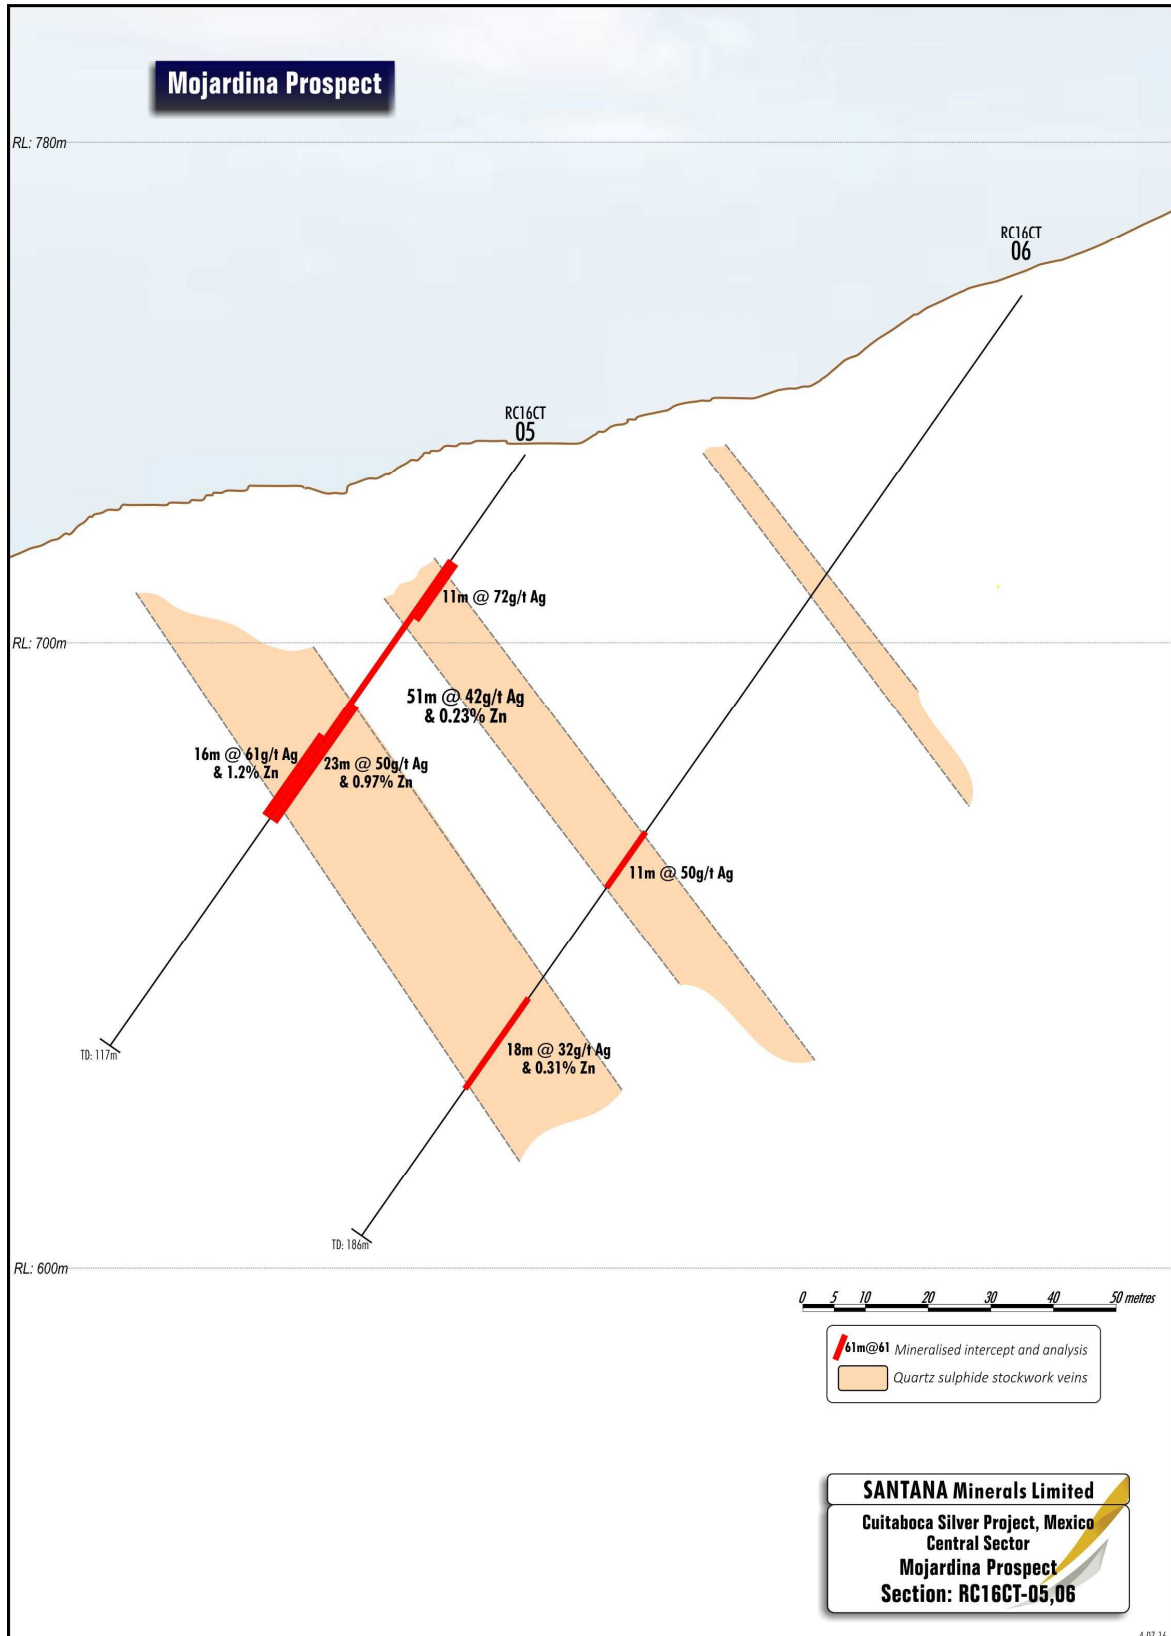 Mojardina Prospect
RL: 780m
RC16CT
06
RC16CT
05
11m @ 72g/t Ag
RL: 700m
51m @ 42g/t Ag
& 0.23% Zn
16m @ 61g/t Ag
& 1.2% Zn
23m @ 50g/t Ag
& 0.97% Zn
11m @ 50g/t Ag
18m @ 32g/t Ag
& 0.31% Zn
TD: 117m
TD: 186m
RL: 600m
0 5 10 20 30 40 50 metres
61m@61 Mineralised intercept and analysis
Quartz sulphide stockwork veins
SANTANA Minerals Limited
Cuitaboca Silver Project, Mexico
Central Sector
Mojardina Prospect
Section: RC16CT-05,06